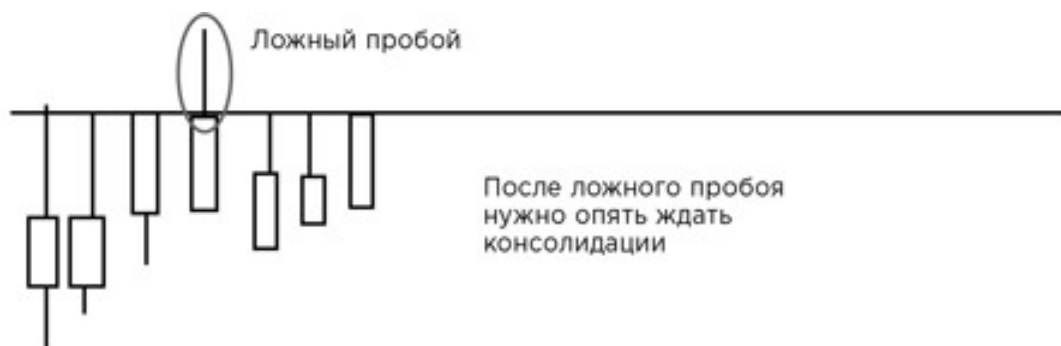 Ложный пробой
После ложного пробоя
нужно опять ждать
консолидации